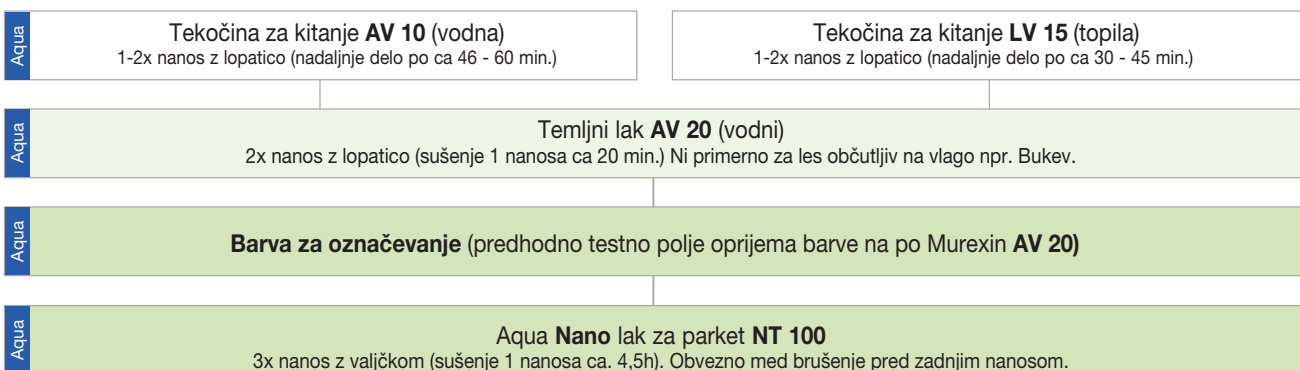 Aqua
Tekočina za kitanje AV 10 (vodna)
1-2x nanos z lopatico (nadaljnje delo po ca 46 - 60 min.)
Tekočina za kitanje LV 15 (topila)
1-2x nanos z lopatico (nadaljnje delo po ca 30 - 45 min.)
Aqua
Temljni lak AV 20 (vodni)
2x nanos z lopatico (sušenje 1 nanosa ca 20 min.) Ni primerno za les občutljiv na vlago npr. Bukev.
Aqua
Barva za označevanje (predhodno testno polje oprijema barve na po Murexin AV 20)
Aqua
Aqua Nano lak za parket NT 100
3x nanos z valjčkom (sušenje 1 nanosa ca. 4,5h). Obvezno med brušenje pred zadnjim nanosom.